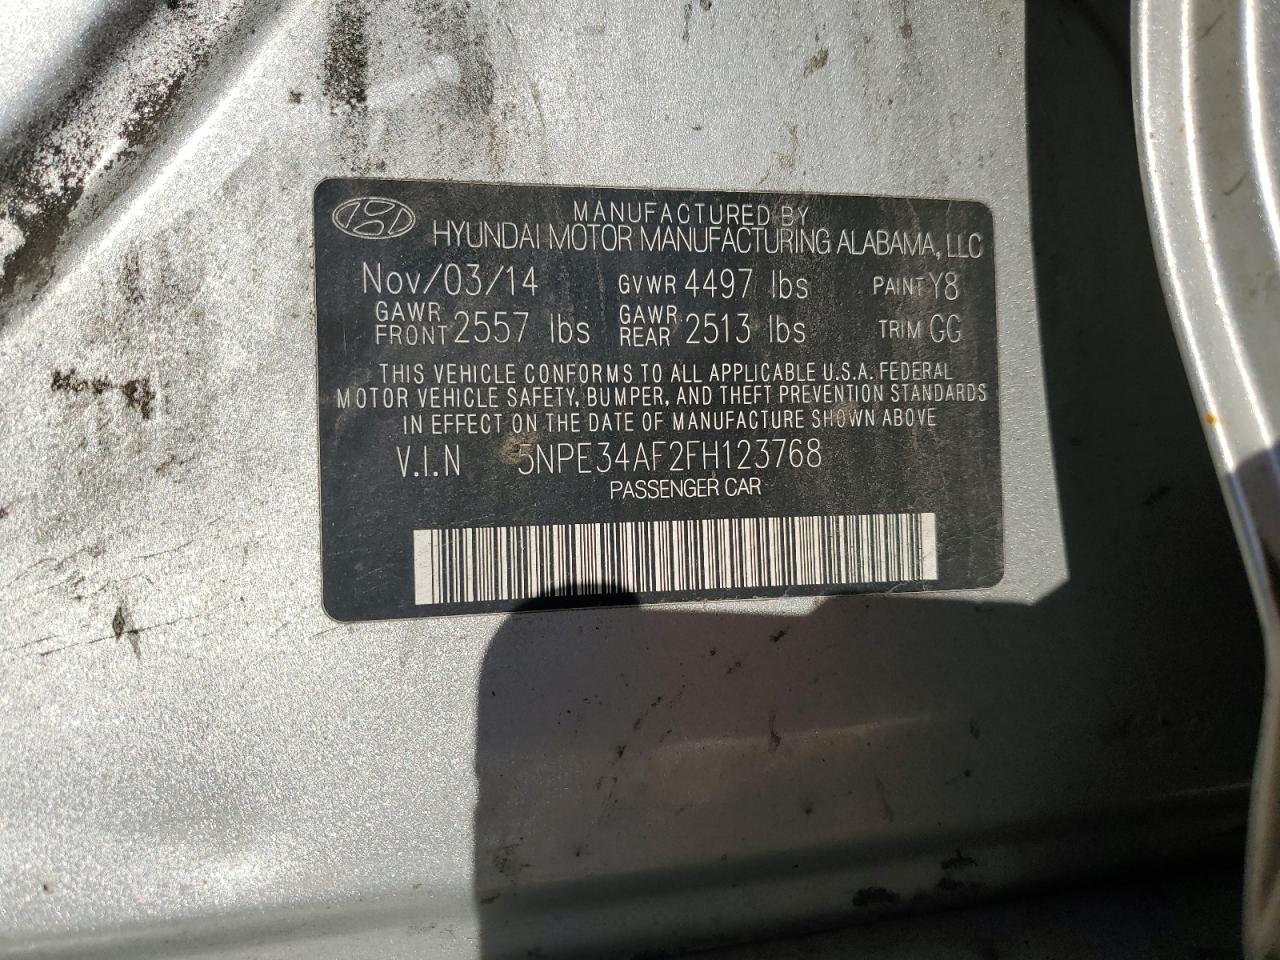 MANUFACTURED BY
HYUNDAI MOTOR MANUFACTURING ALABAMA, LLC
Nov/03/14 GVWR 4497 lbs PAINT Y8
GAWR FRONT 2557 lbs GAWR REAR 2513 lbs TRIM GG
THIS VEHICLE CONFORMS TO ALL APPLICABLE U.S.A. FEDERAL
MOTOR VEHICLE SAFETY, BUMPER, AND THEFT PREVENTION STANDARDS
IN EFFECT ON THE DATE OF MANUFACTURE SHOWN ABOVE
V.I.N 5NPE34AF2FH123768
PASSENGER CAR